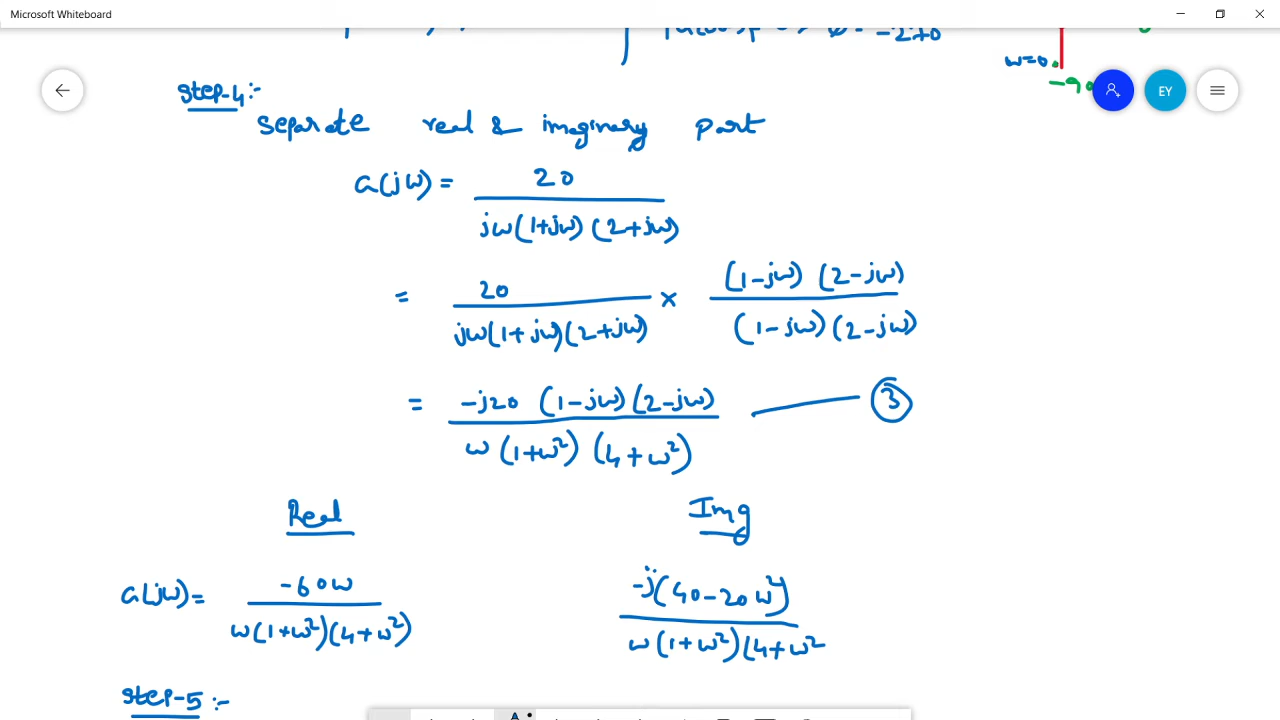 Microsoft Whiteboard
ω=0
-90
EY
Step-4:-
Separate real & imaginary part
G(jω) = 20 / jω(1+jω)(2+jω)
= 20 / jω(1+jω)(2+jω) × (1-jω)(2-jω) / (1-jω)(2-jω)
= -j20 (1-jω)(2-jω) / ω(1+ω²)(4+ω²) — ③
Real Img
G(jω)= -60ω / ω(1+ω²)(4+ω²) -j(40-20ω²) / ω(1+ω²)(4+ω²
Step-5:-